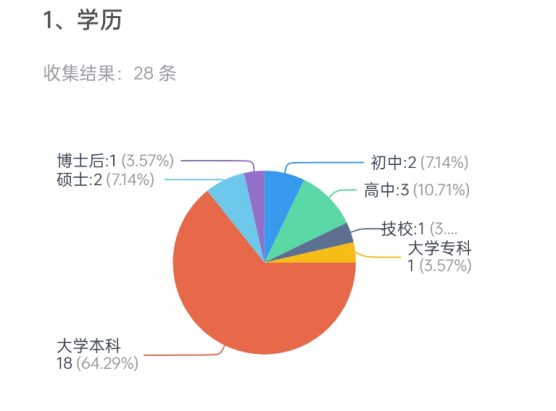 1、学历
收集结果：28 条
博士后:1 (3.57%)
硕士:2 (7.14%)
初中:2 (7.14%)
高中:3 (10.71%)
技校:1 (3....
大学专科
1 (3.57%)
大学本科
18 (64.29%)